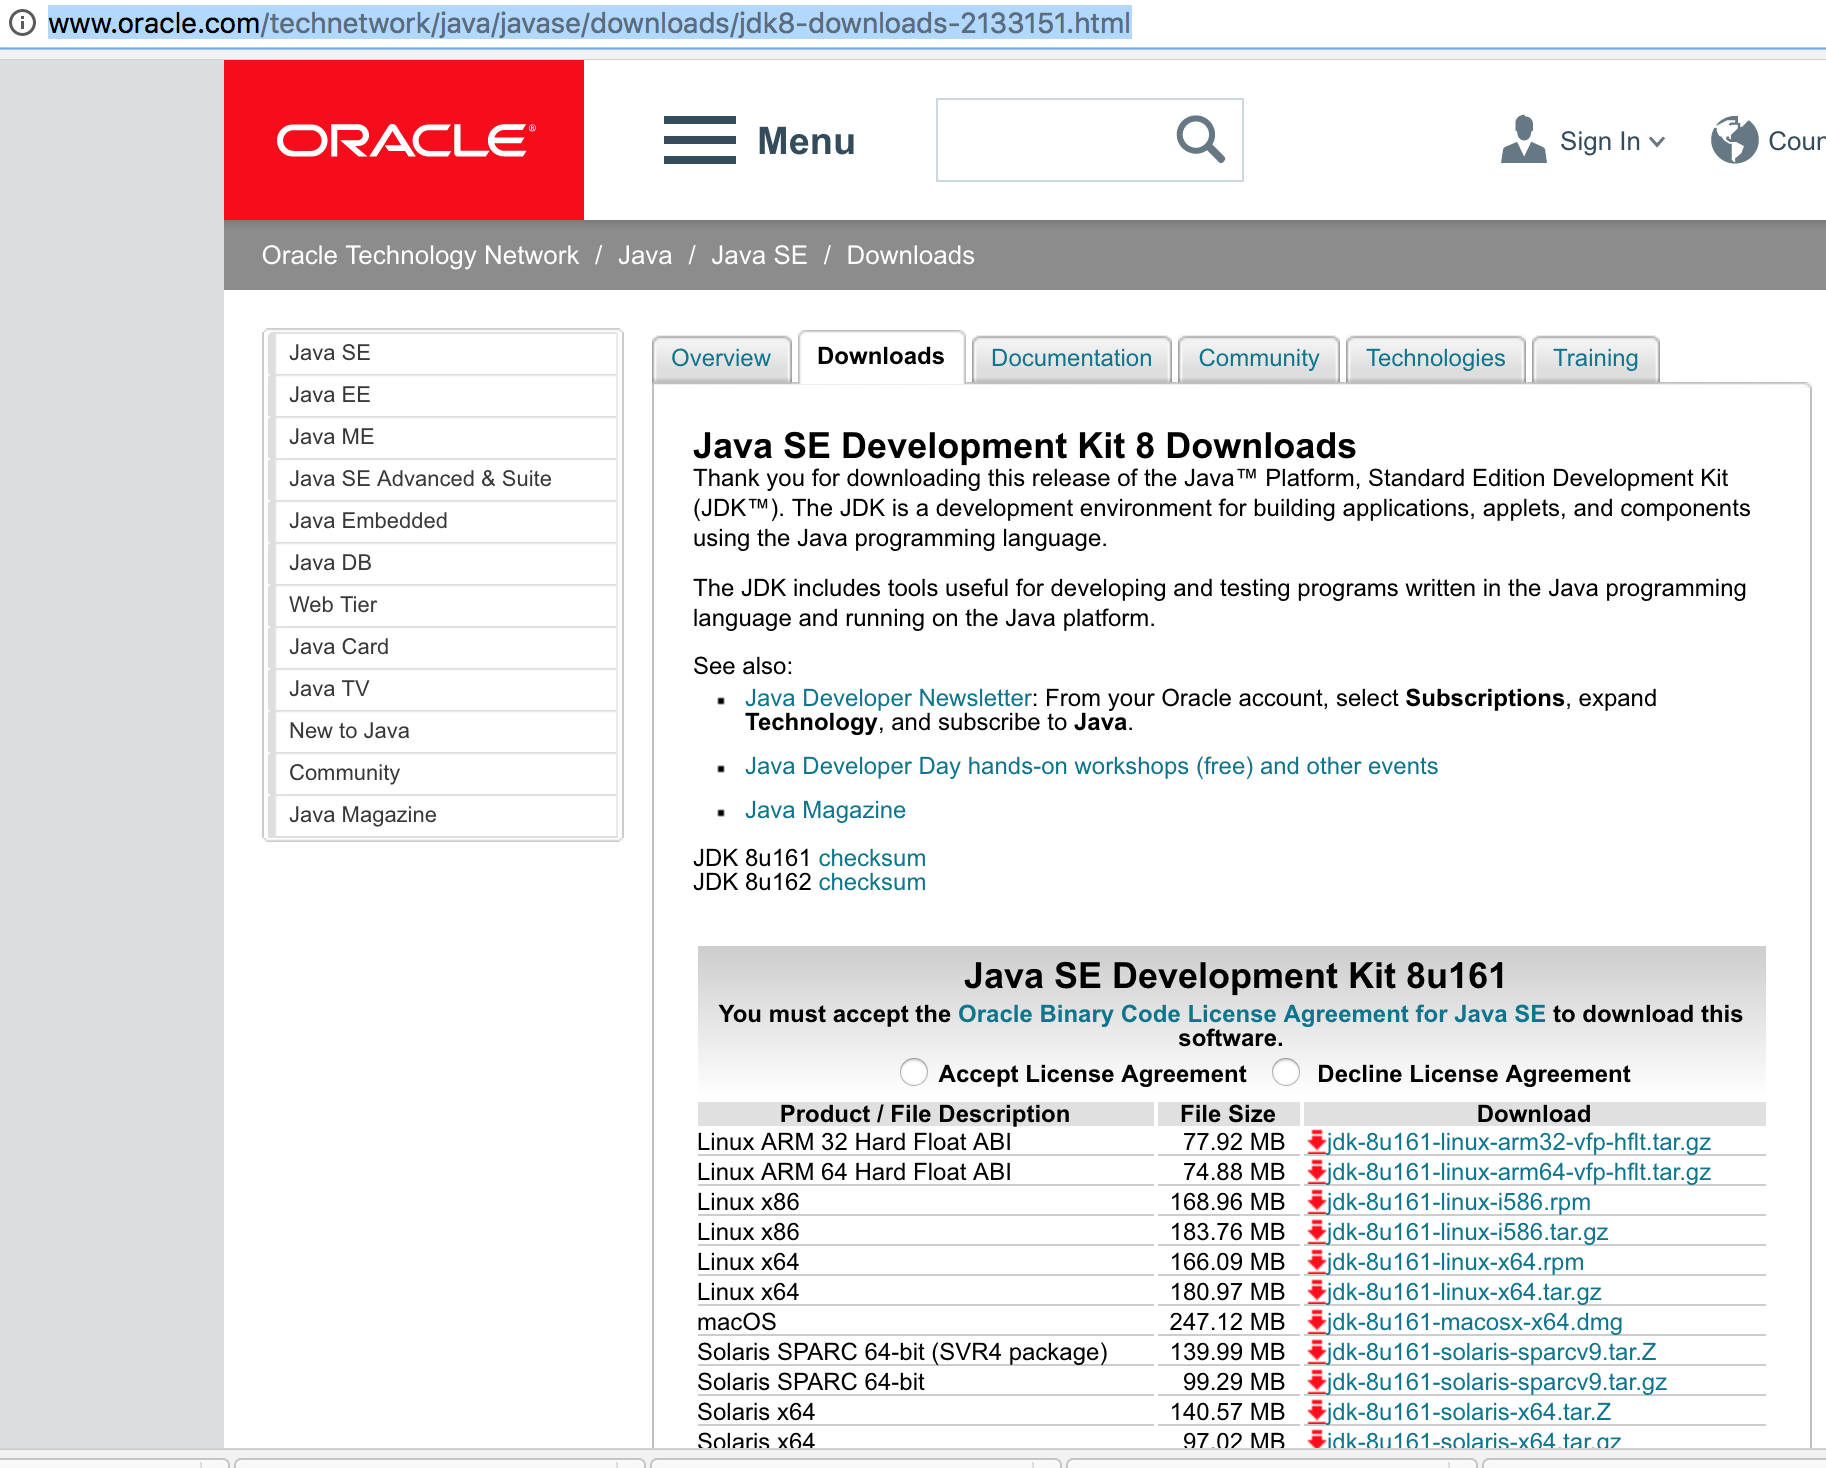 www.oracle.com/technetwork/java/javase/downloads/jdk8-downloads-2133151.html
ORACLE®
Menu
Sign In
Coun
Oracle Technology Network / Java / Java SE / Downloads
Java SE
Java EE
Java ME
Java SE Advanced & Suite
Java Embedded
Java DB
Web Tier
Java Card
Java TV
New to Java
Community
Java Magazine
Overview Downloads Documentation Community Technologies Training
Java SE Development Kit 8 Downloads
Thank you for downloading this release of the Java™ Platform, Standard Edition Development Kit
(JDK™). The JDK is a development environment for building applications, applets, and components
using the Java programming language.
The JDK includes tools useful for developing and testing programs written in the Java programming
language and running on the Java platform.
See also:
Java Developer Newsletter: From your Oracle account, select Subscriptions, expand
Technology, and subscribe to Java.
Java Developer Day hands-on workshops (free) and other events
Java Magazine
JDK 8u161 checksum
JDK 8u162 checksum
Java SE Development Kit 8u161
You must accept the Oracle Binary Code License Agreement for Java SE to download this
software.
Accept License Agreement Decline License Agreement
Product / File Description File Size Download
Linux ARM 32 Hard Float ABI 77.92 MB jdk-8u161-linux-arm32-vfp-hflt.tar.gz
Linux ARM 64 Hard Float ABI 74.88 MB jdk-8u161-linux-arm64-vfp-hflt.tar.gz
Linux x86 168.96 MB jdk-8u161-linux-i586.rpm
Linux x86 183.76 MB jdk-8u161-linux-i586.tar.gz
Linux x64 166.09 MB jdk-8u161-linux-x64.rpm
Linux x64 180.97 MB jdk-8u161-linux-x64.tar.gz
macOS 247.12 MB jdk-8u161-macosx-x64.dmg
Solaris SPARC 64-bit (SVR4 package) 139.99 MB jdk-8u161-solaris-sparcv9.tar.Z
Solaris SPARC 64-bit 99.29 MB jdk-8u161-solaris-sparcv9.tar.gz
Solaris x64 140.57 MB jdk-8u161-solaris-x64.tar.Z
Solaris x64 97.02 MB jdk-8u161-solaris-x64.tar.gz